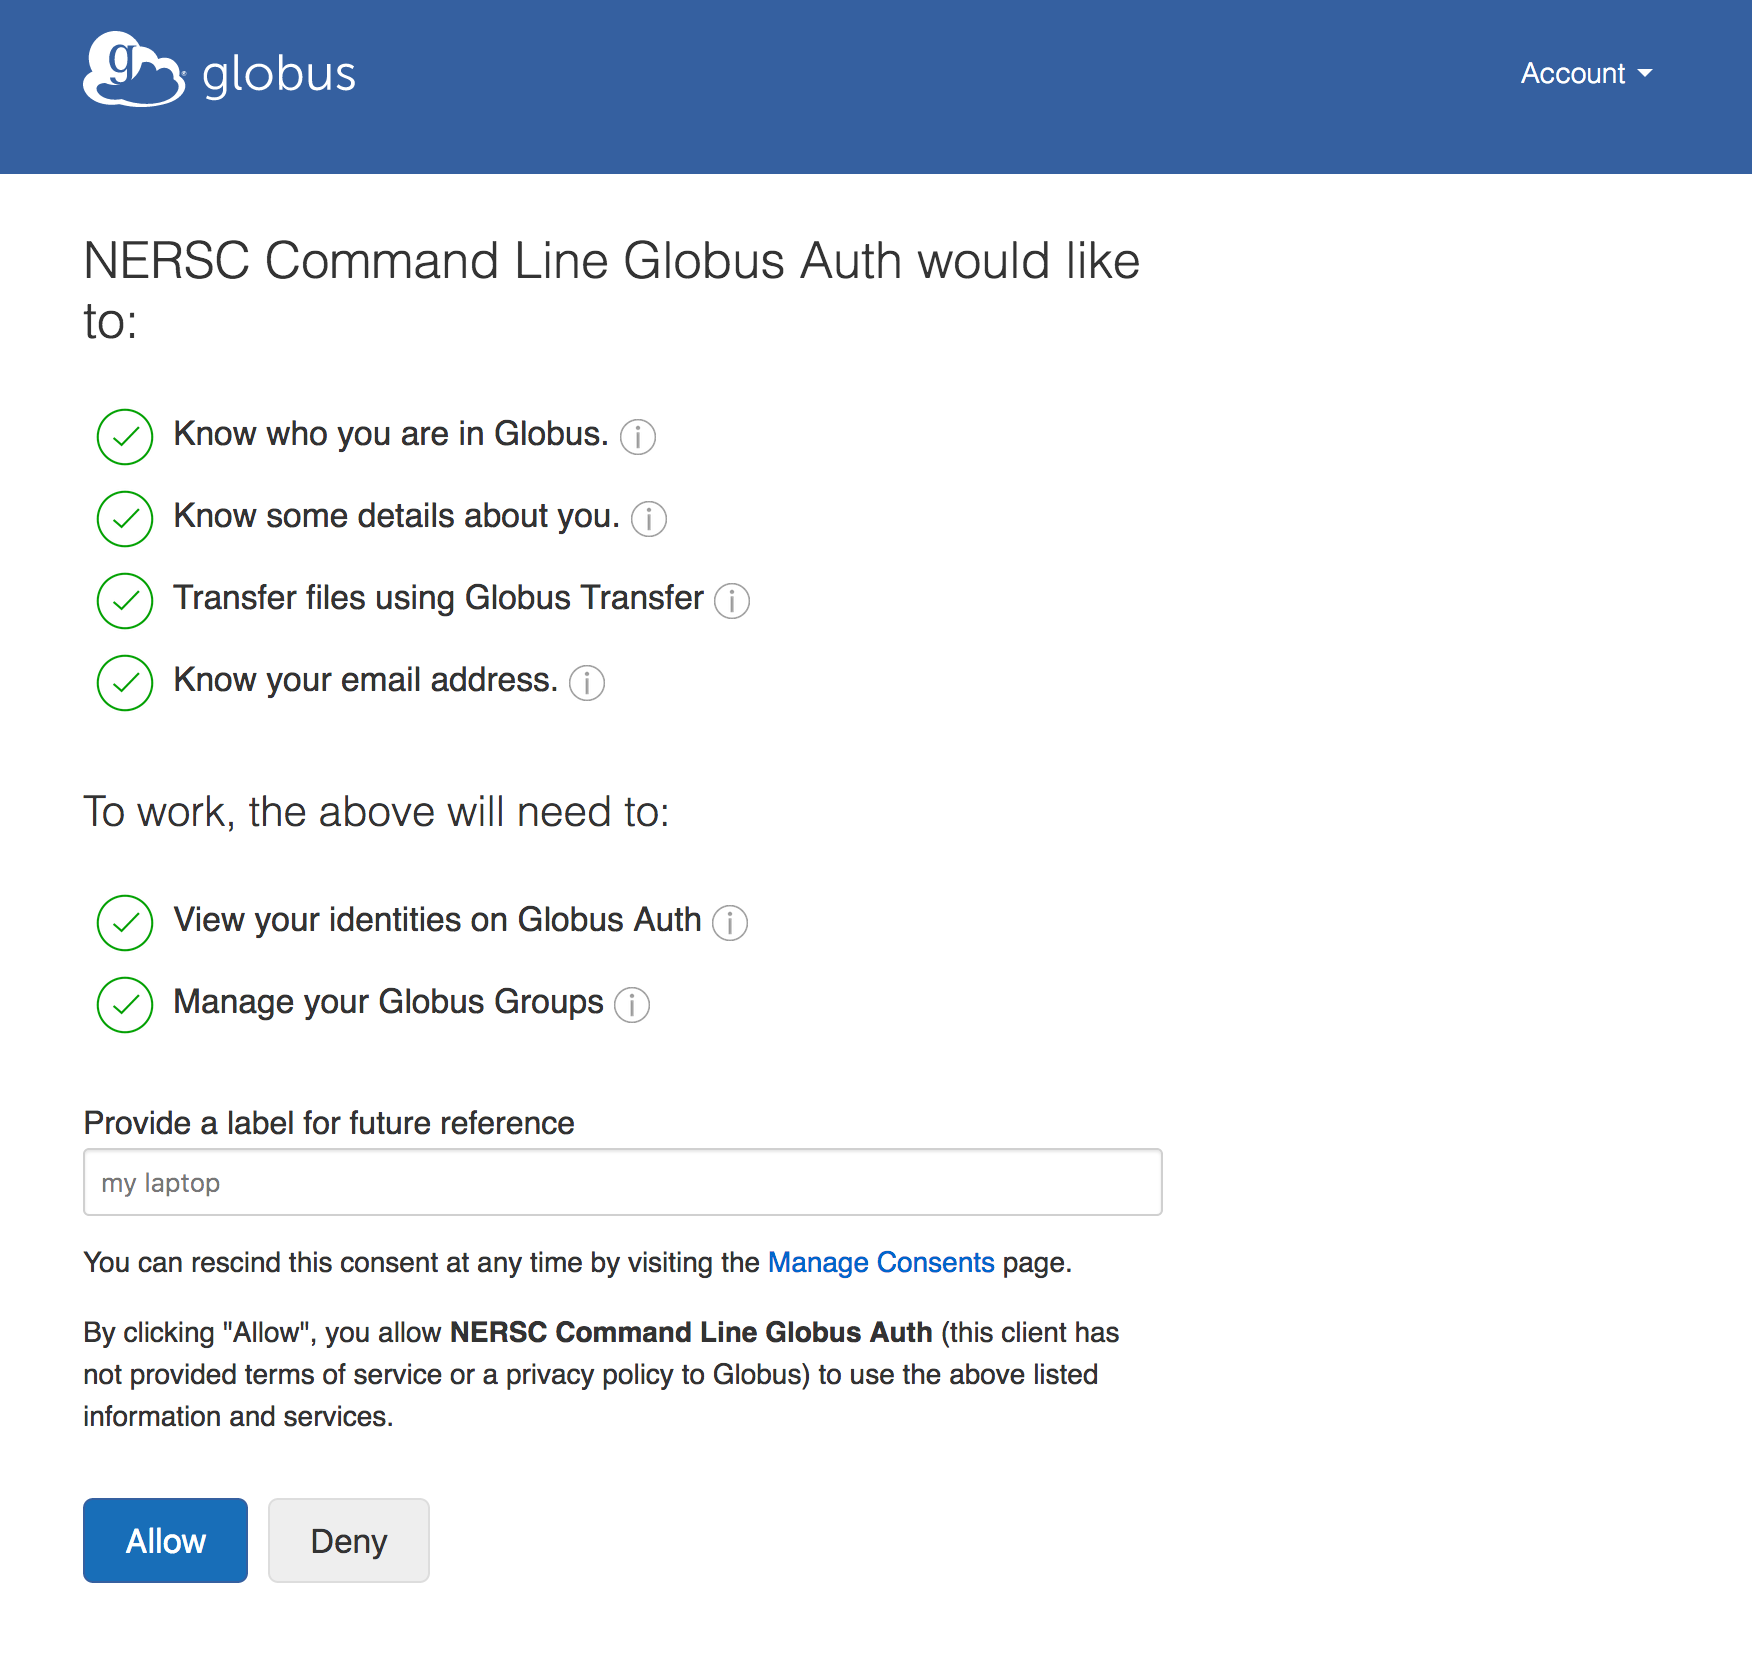 globus
Account
NERSC Command Line Globus Auth would like
to:
Know who you are in Globus.
Know some details about you.
Transfer files using Globus Transfer
Know your email address.
To work, the above will need to:
View your identities on Globus Auth
Manage your Globus Groups
Provide a label for future reference
my laptop
You can rescind this consent at any time by visiting the Manage Consents page.
By clicking "Allow", you allow NERSC Command Line Globus Auth (this client has
not provided terms of service or a privacy policy to Globus) to use the above listed
information and services.
Allow
Deny